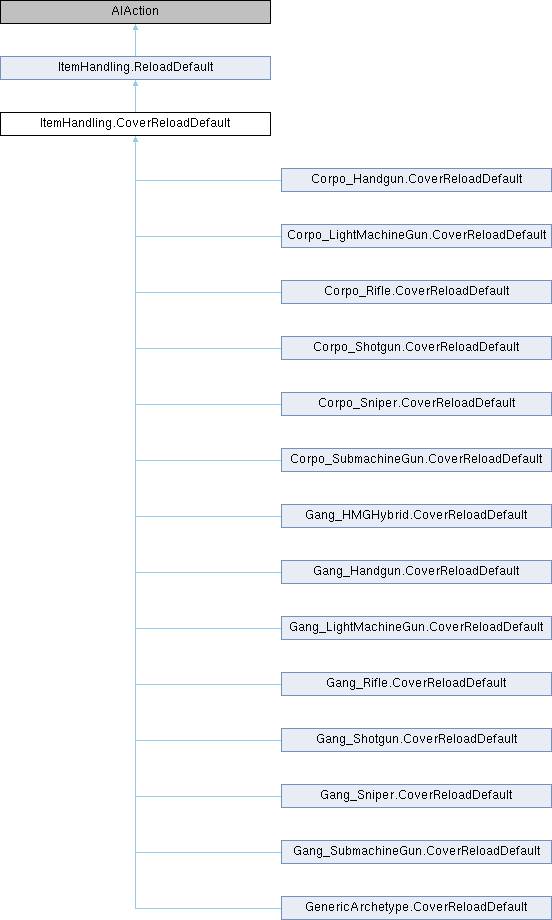 AIAction
ItemHandling.ReloadDefault
ItemHandling.CoverReloadDefault
Corpo_Handgun.CoverReloadDefault
Corpo_LightMachineGun.CoverReloadDefault
Corpo_Rifle.CoverReloadDefault
Corpo_Shotgun.CoverReloadDefault
Corpo_Sniper.CoverReloadDefault
Corpo_SubmachineGun.CoverReloadDefault
Gang_HMGHybrid.CoverReloadDefault
Gang_Handgun.CoverReloadDefault
Gang_LightMachineGun.CoverReloadDefault
Gang_Rifle.CoverReloadDefault
Gang_Shotgun.CoverReloadDefault
Gang_Sniper.CoverReloadDefault
Gang_SubmachineGun.CoverReloadDefault
GenericArchetype.CoverReloadDefault